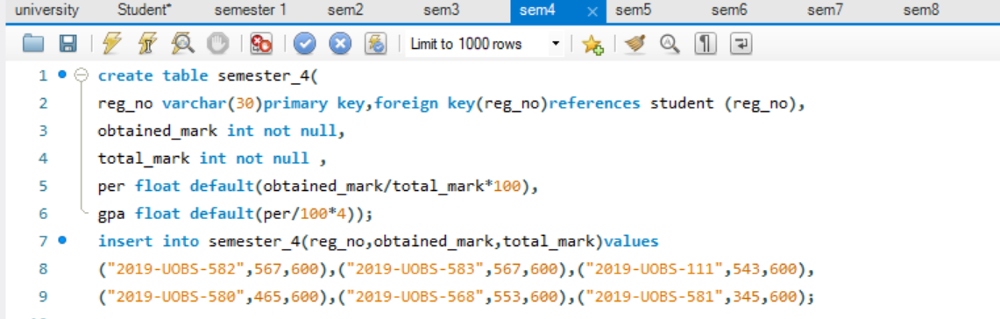 university Student* semester 1 sem2 sem3 sem4 × sem5 sem6 sem7 sem8
Limit to 1000 rows
1 create table semester_4(
2 reg_no varchar(30)primary key,foreign key(reg_no)references student (reg_no),
3 obtained_mark int not null,
4 total_mark int not null ,
5 per float default(obtained_mark/total_mark*100),
6 gpa float default(per/100*4));
7 insert into semester_4(reg_no,obtained_mark,total_mark)values
8 ("2019-UOBS-582",567,600),("2019-UOBS-583",567,600),("2019-UOBS-111",543,600),
9 ("2019-UOBS-580",465,600),("2019-UOBS-568",553,600),("2019-UOBS-581",345,600);